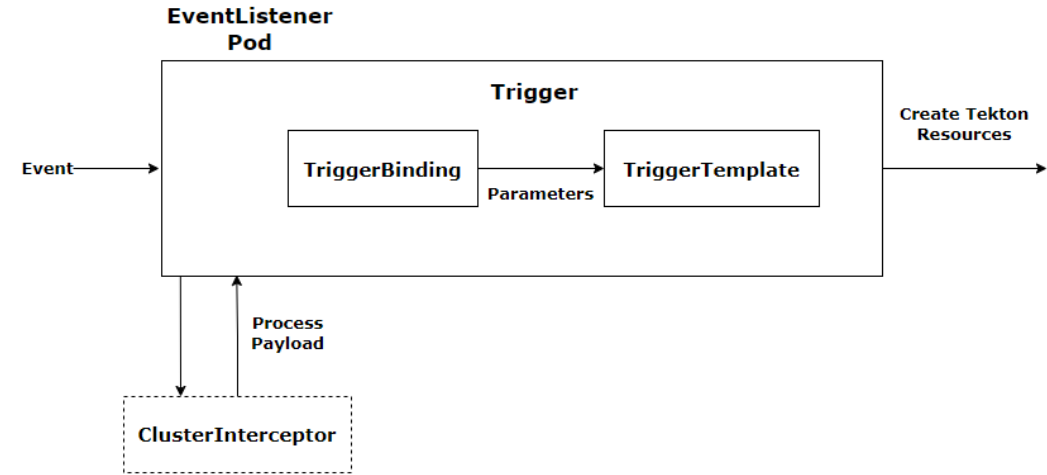 EventListener
Pod
Trigger
Create Tekton
Resources
Event
TriggerBinding
TriggerTemplate
Parameters
Process
Payload
ClusterInterceptor